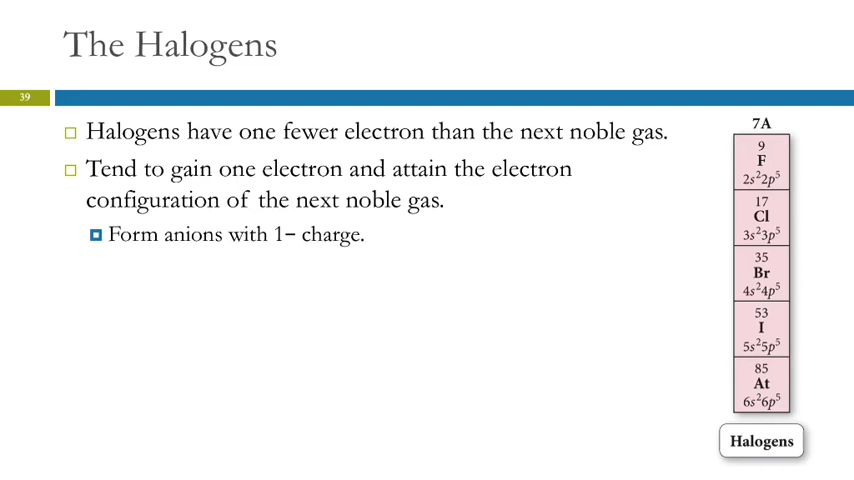 The Halogens
39
Halogens have one fewer electron than the next noble gas.
Tend to gain one electron and attain the electron
configuration of the next noble gas.
Form anions with 1− charge.
7A
9
F
2s²2p⁵
17
Cl
3s²3p⁵
35
Br
4s²4p⁵
53
I
5s²5p⁵
85
At
6s²6p⁵
Halogens